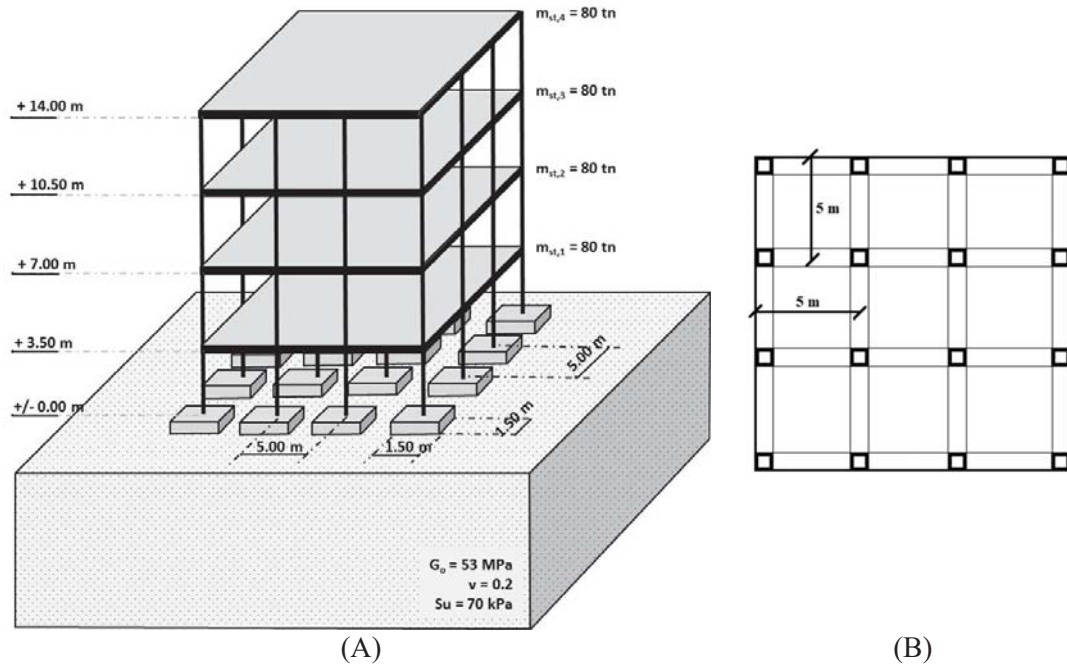 m_st,4 = 80 tn
+ 14.00 m
m_st,3 = 80 tn
+ 10.50 m
m_st,2 = 80 tn
+ 7.00 m
m_st,1 = 80 tn
+ 3.50 m
5.00 m
+/- 0.00 m
1.50 m
5.00 m
1.50 m
G₀ = 53 MPa
v = 0.2
Su = 70 kPa
(A)
5 m
5 m
(B)